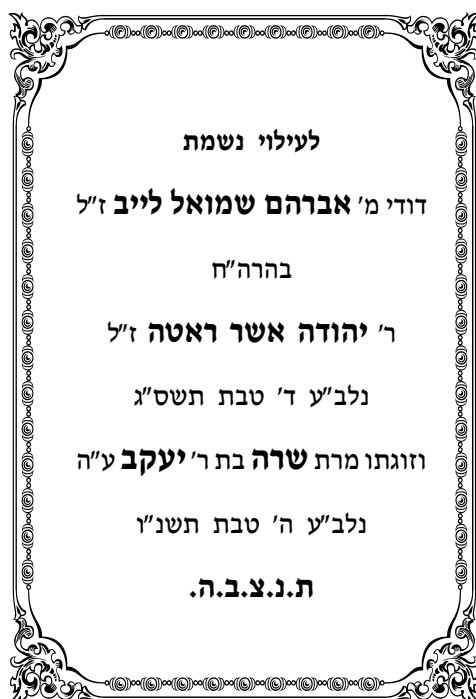 לעילוי נשמת
דודי מ׳ אברהם שמואל לייב ז״ל
בהרה״ח
ר׳ יהודה אשר ראטה ז״ל
נלב״ע ד׳ טבת תשס״ג
וזוגתו מרת שרה בת ר׳ יעקב ע״ה
נלב״ע ה׳ טבת תשנ״ו
ת.נ.צ.ב.ה.